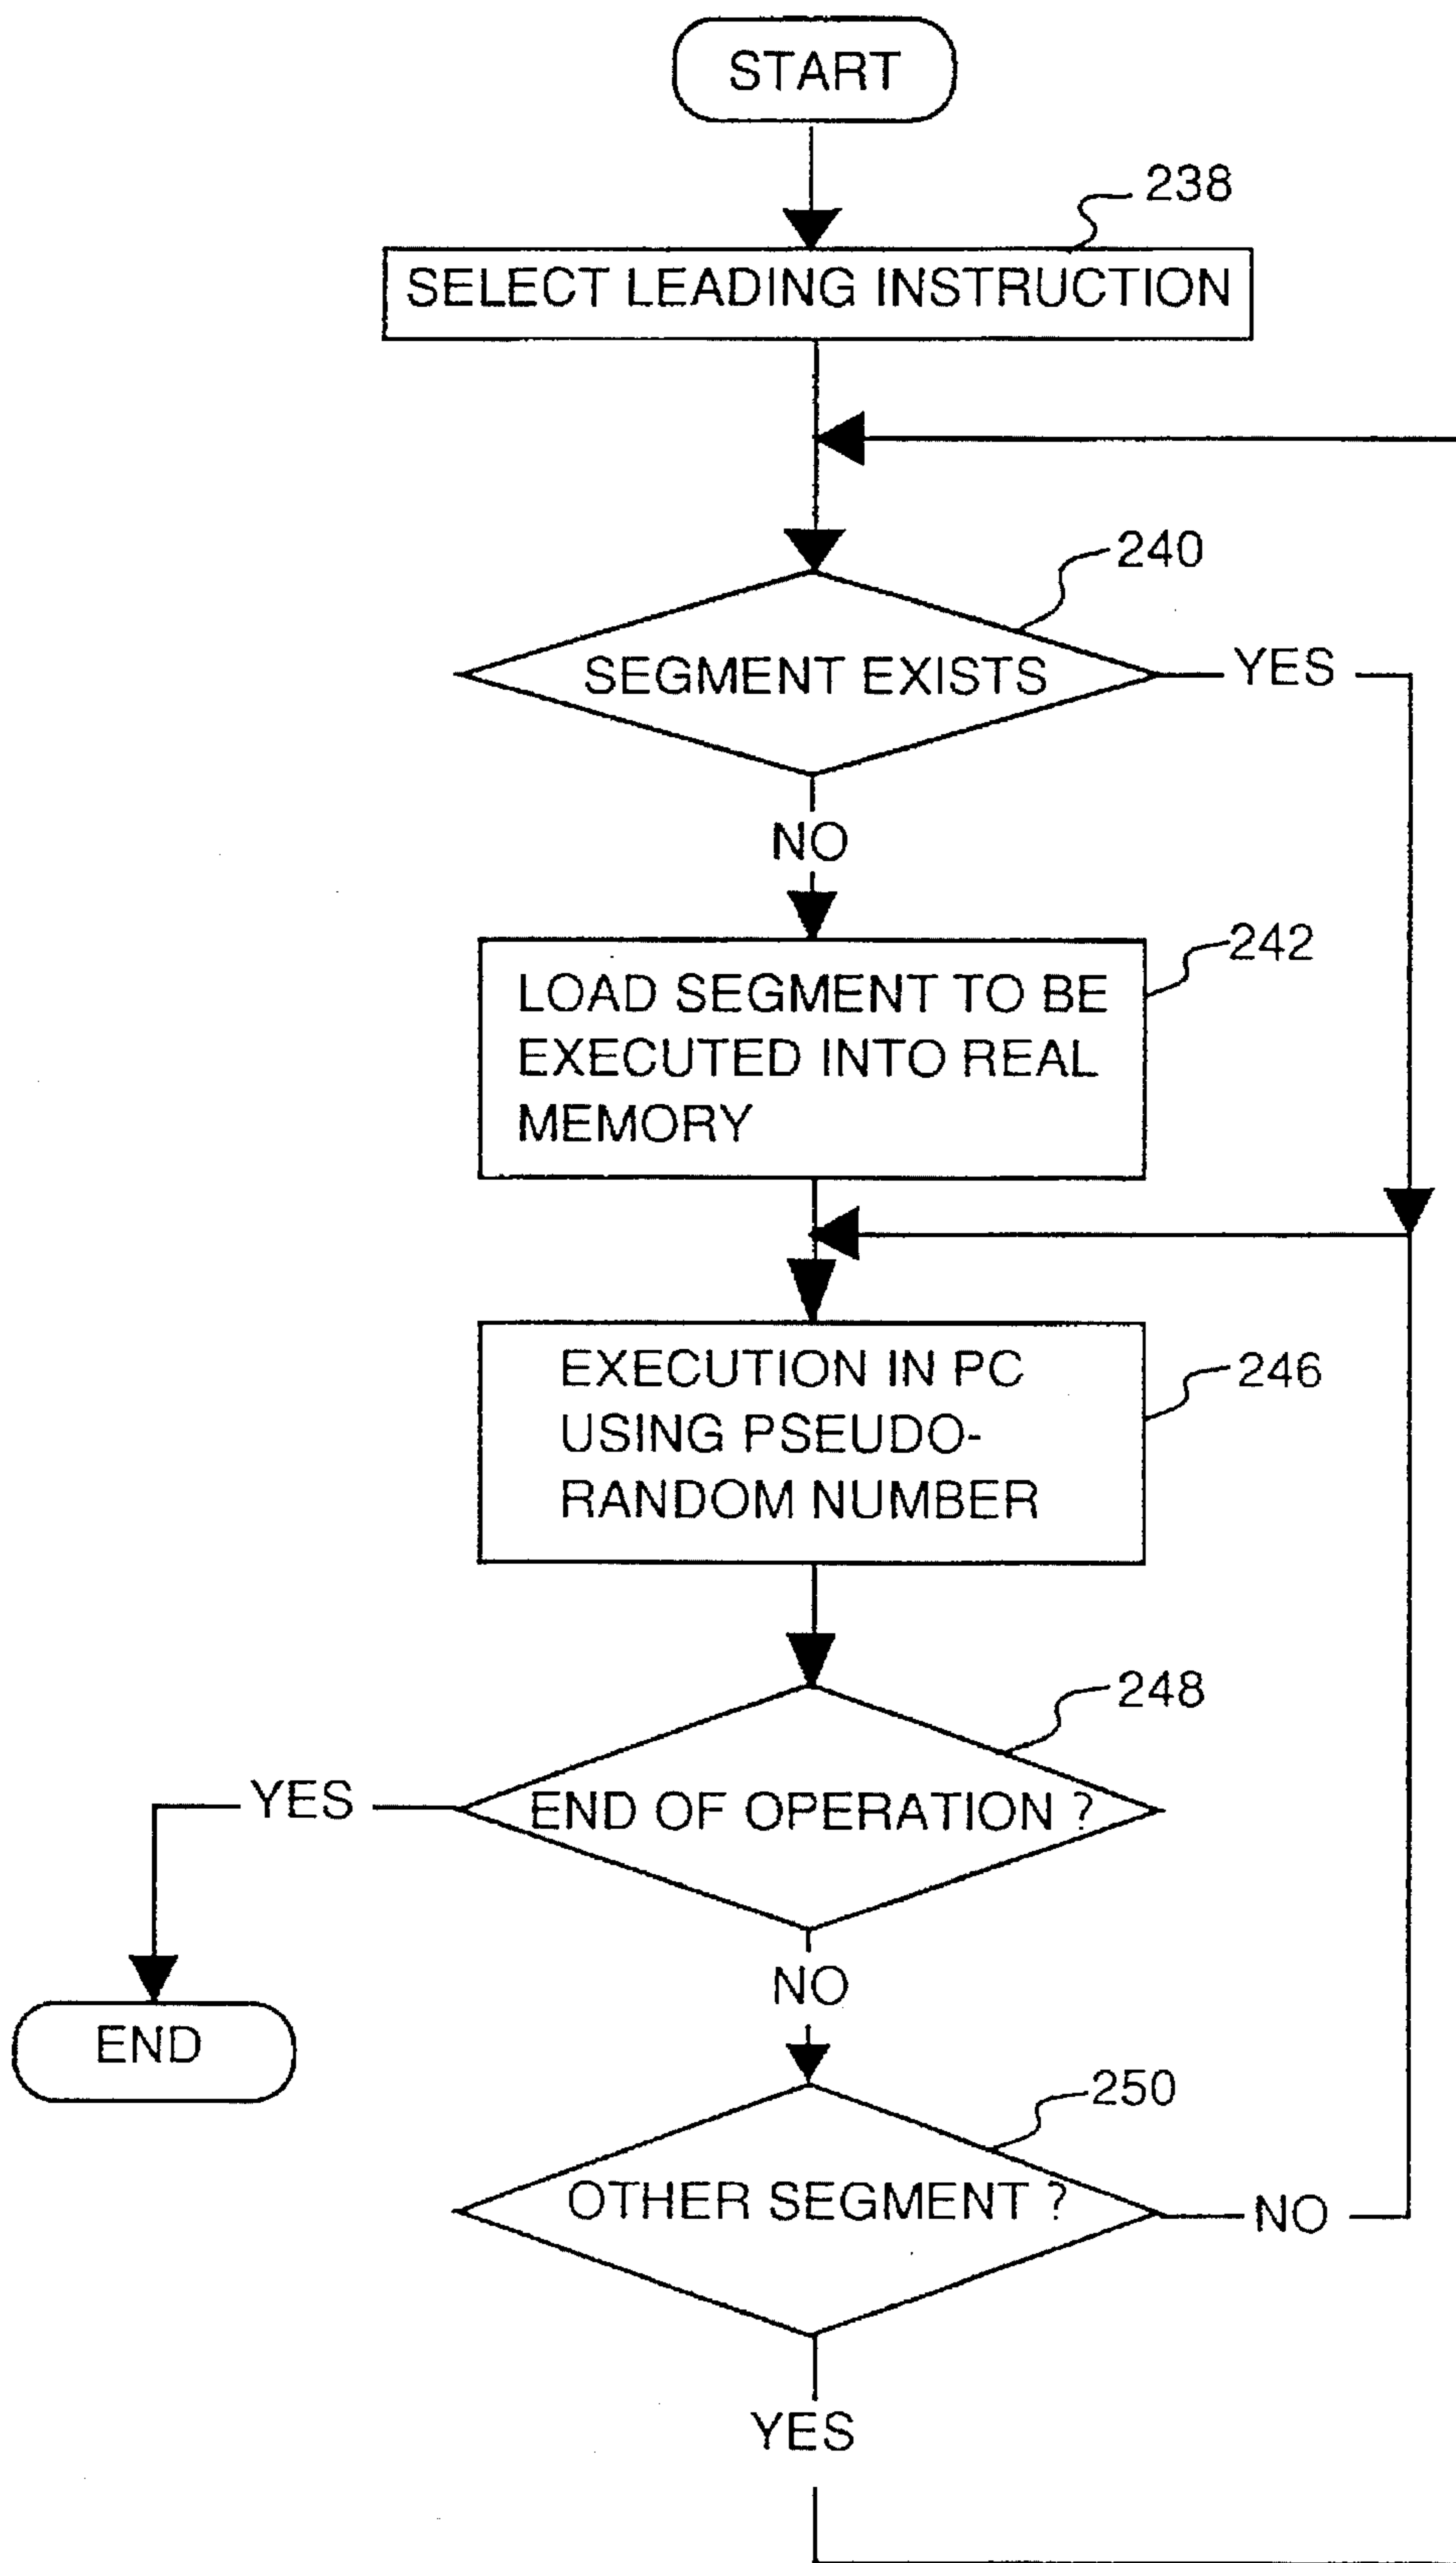 START
238
SELECT LEADING INSTRUCTION
240
SEGMENT EXISTS
YES
NO
242
LOAD SEGMENT TO BE
EXECUTED INTO REAL
MEMORY
246
EXECUTION IN PC
USING PSEUDO-
RANDOM NUMBER
248
YES
END OF OPERATION ?
NO
END
250
OTHER SEGMENT ?
NO
YES